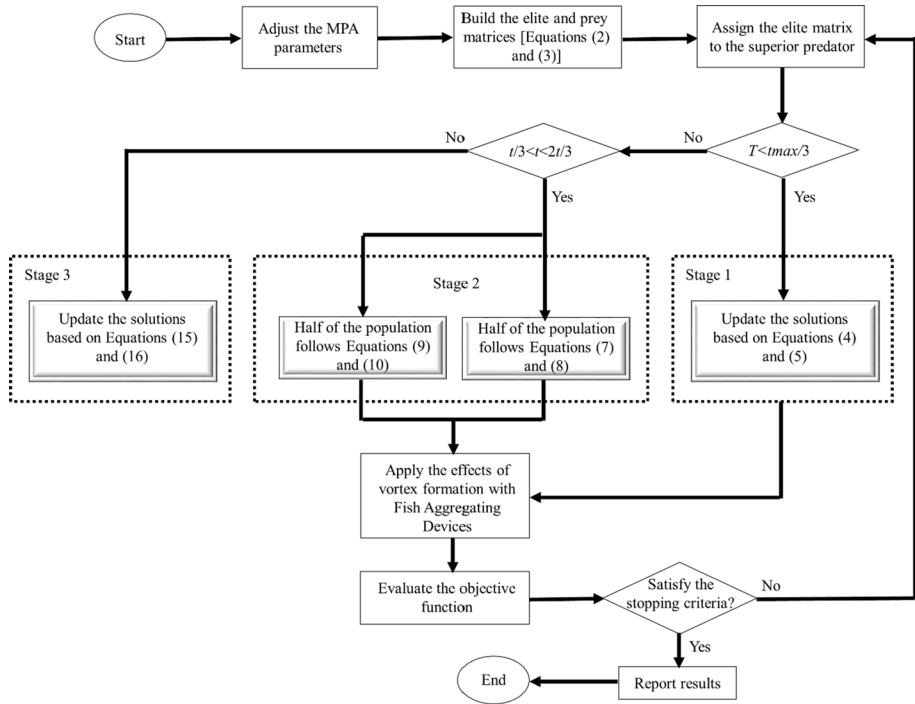 Start
Adjust the MPA
parameters
Build the elite and prey
matrices [Equations (2)
and (3)]
Assign the elite matrix
to the superior predator
No
t/3<t<2t/3
No
T<tmax/3
Yes
Yes
Stage 3
Update the solutions
based on Equations (15)
and (16)
Stage 2
Half of the population
follows Equations (9)
and (10)
Half of the population
follows Equations (7)
and (8)
Stage 1
Update the solutions
based on Equations (4)
and (5)
Apply the effects of
vortex formation with
Fish Aggregating
Devices
Evaluate the objective
function
Satisfy the
stopping criteria?
No
Yes
End
Report results